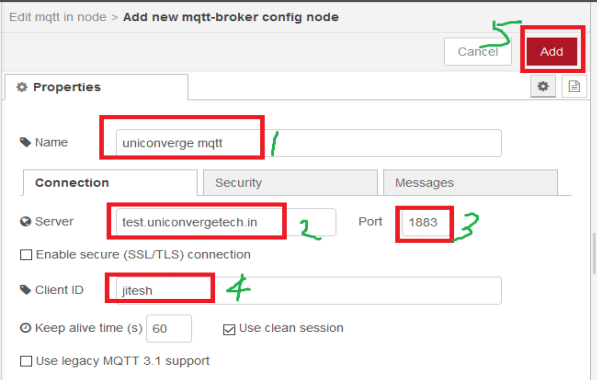 Edit mqtt in node > Add new mqtt-broker config node
Cancel 5 Add
Properties
Name uniconverge mqtt 1
Connection Security Messages
Server test.uniconvergetech.in 2 Port 1883 3
Enable secure (SSL/TLS) connection
Client ID jitesh 4
Keep alive time (s) 60 Use clean session
Use legacy MQTT 3.1 support